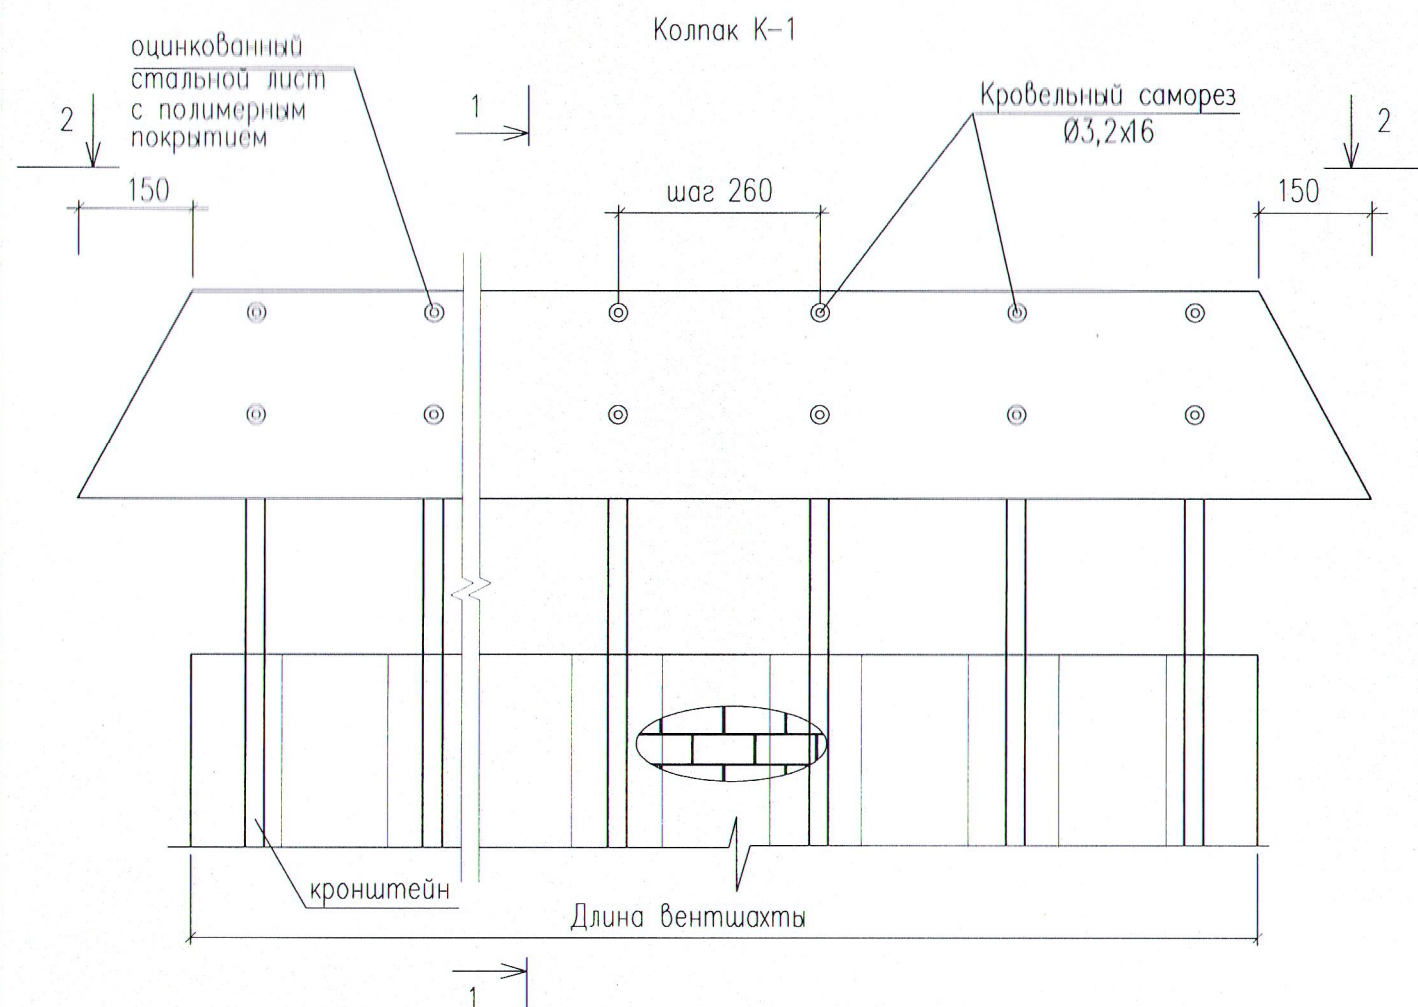 Колпак К-1
оцинкованный
стальной лист
с полимерным
покрытием
2
1
Кровельный саморез
Ø3,2х16
2
150
шаг 260
150
кронштейн
Длина вентшахты
1